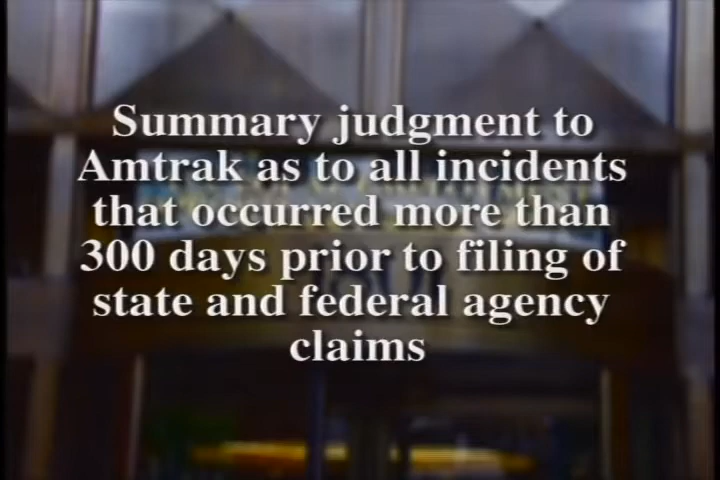 Summary judgment to
Amtrak as to all incidents
that occurred more than
300 days prior to filing of
state and federal agency
claims